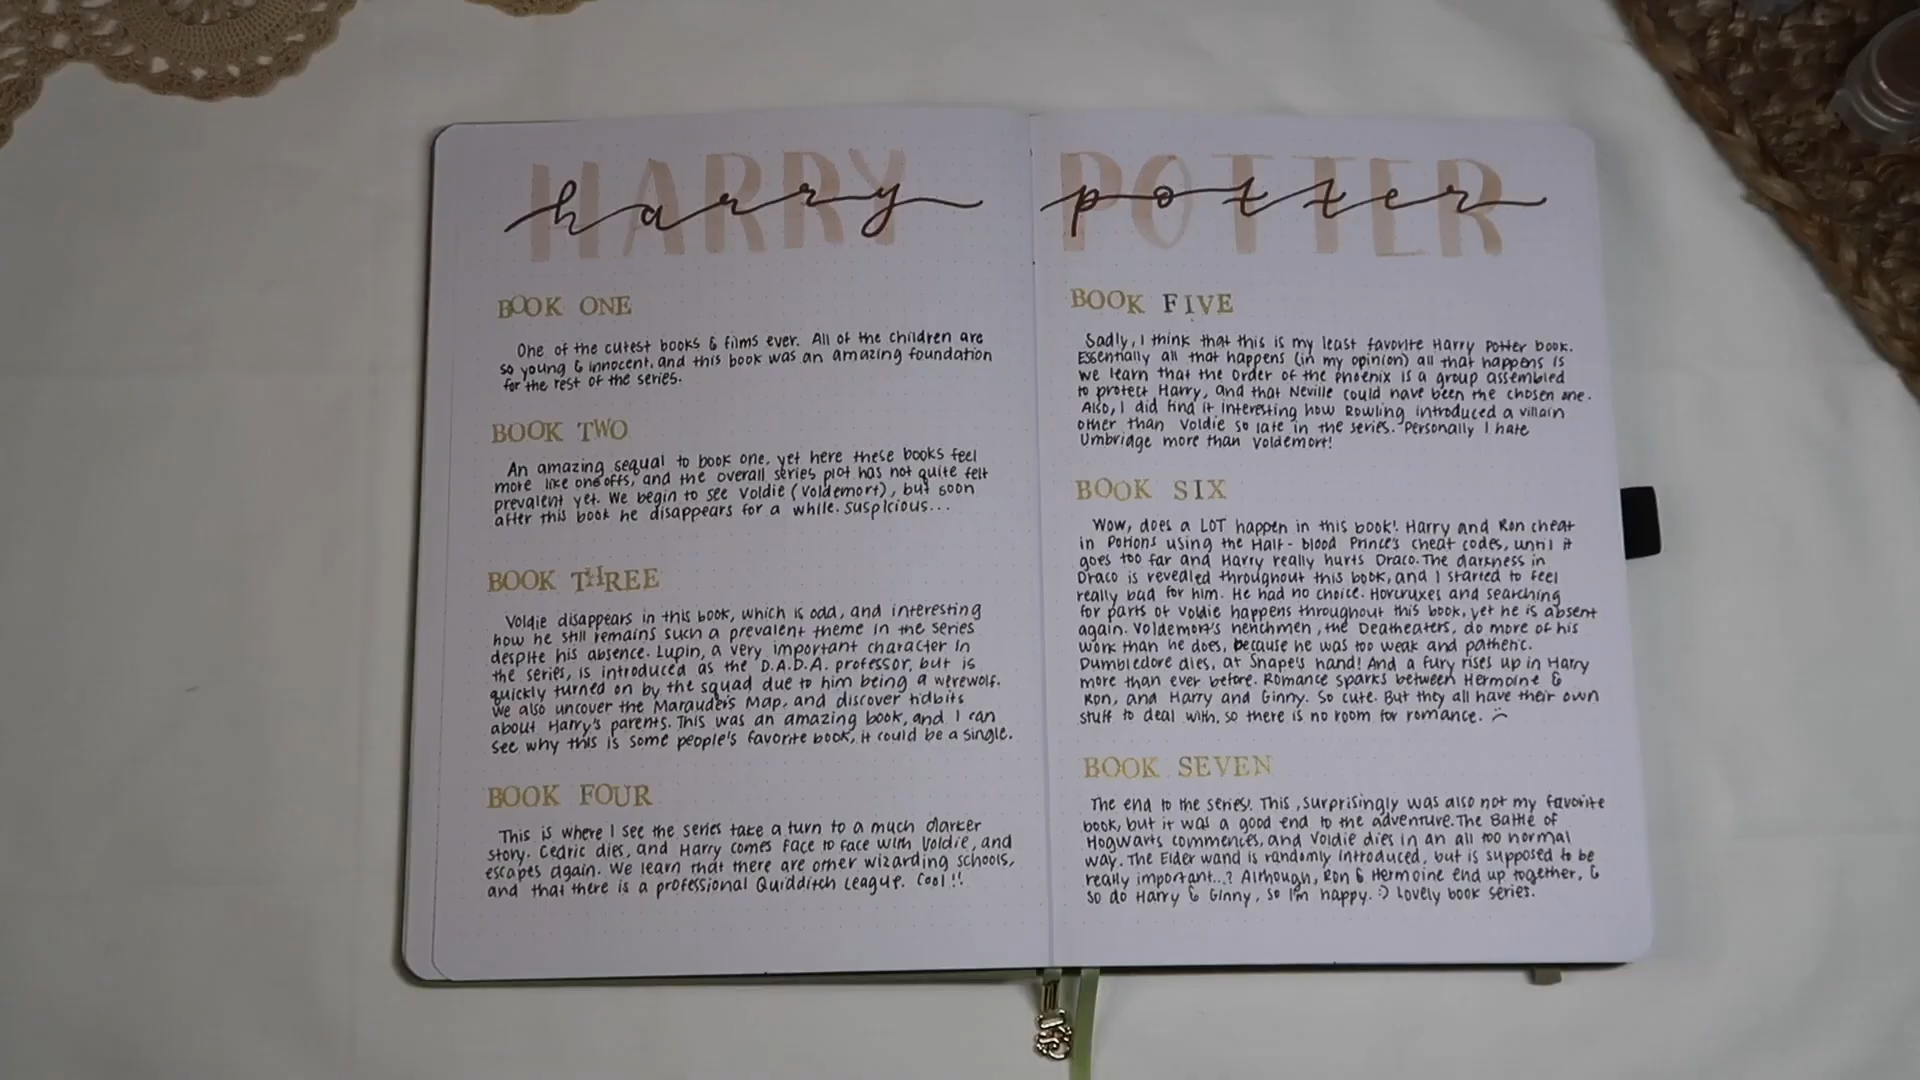 HARRY POTTER
harry potter
BOOK ONE
One of the cutest books & films ever. All of the children are
so young & innocent, and this book was an amazing foundation
for the rest of the series.
BOOK TWO
An amazing sequal to book one, yet here these books feel
more like oneoffs, and the overall series plot has not quite felt
prevalent yet. We begin to see Voldie (Voldemort), but soon
after this book he disappears for a while. Suspicious...
BOOK THREE
Voldie disappears in this book, which is odd, and interesting
how he still remains such a prevalent theme in the series
despite his absence. Lupin, a very important character in
the series, is introduced as the D.A.D.A. professor, but is
quickly turned on by the squad due to him being a werewolf.
We also uncover the Marauder's Map, and discover tidbits
about Harry's parents. This was an amazing book, and I can
see why this is some people's favorite book, it could be a single.
BOOK FOUR
This is where I see the series take a turn to a much darker
story. Cedric dies, and Harry comes face to face with Voldie, and
escapes again. We learn that there are other wizarding schools,
and that there is a professional Quidditch League. Cool!!
BOOK FIVE
Sadly, I think that this is my least favorite Harry Potter book.
Essentially all that happens (in my opinion) all that happens is
we learn that the Order of the Phoenix is a group assembled
to protect Harry, and that Neville could have been the chosen one.
Also, I did find it interesting how Rowling introduced a villain
other than Voldie so late in the series. Personally I hate
Umbridge more than Voldemort!
BOOK SIX
Wow, does a LOT happen in this book! Harry and Ron cheat
in Potions using the Half-blood Prince's cheat codes, until it
goes too far and Harry really hurts Draco. The darkness in
Draco is revealed throughout this book, and I started to feel
really bad for him. He had no choice. Horcruxes and searching
for parts of Voldie happens throughout this book, yet he is absent
again. Voldemort's henchmen, the Deatheaters, do more of his
work than he does, because he was too weak and pathetic.
Dumbledore dies, at Snape's hand! And a fury rises up in Harry
more than ever before. Romance sparks between Hermoine &
Ron, and Harry and Ginny. So cute. But they all have their own
stuff to deal with, so there is no room for romance. :(
BOOK SEVEN
The end to the series! This, surprisingly was also not my favorite
book, but it was a good end to the adventure. The Battle of
Hogwarts commences, and Voldie dies in an all too normal
way. The Elder wand is randomly introduced, but is supposed to be
really important...? Although, Ron & Hermoine end up together, &
so do Harry & Ginny, so I'm happy. :) Lovely book series.